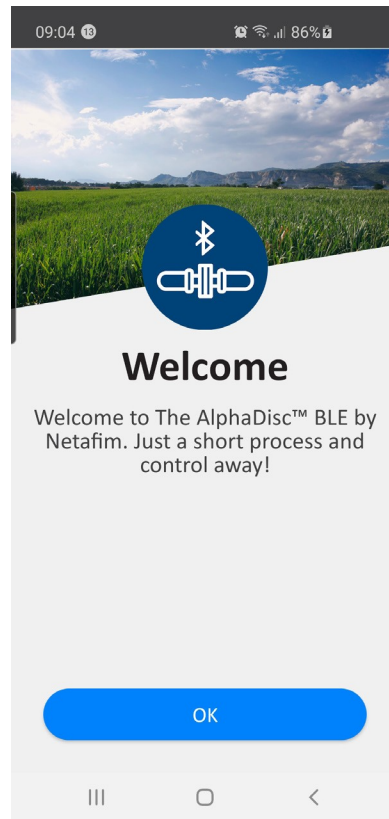 09:04 13 86%
Welcome
Welcome to The AlphaDisc™ BLE by
Netafim. Just a short process and
control away!
OK